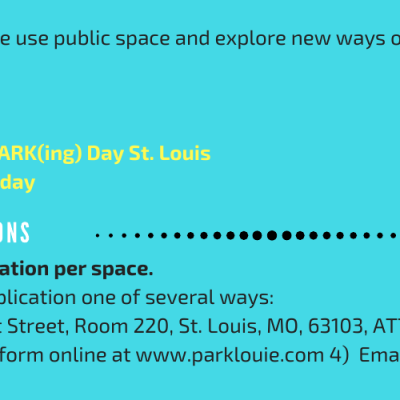 e use public space and explore new ways o
ARK(ing) Day St. Louis
day
ONS
ation per space.
plication one of several ways:
t Street, Room 220, St. Louis, MO, 63103, ATT
form online at www.parklouie.com 4) Emai